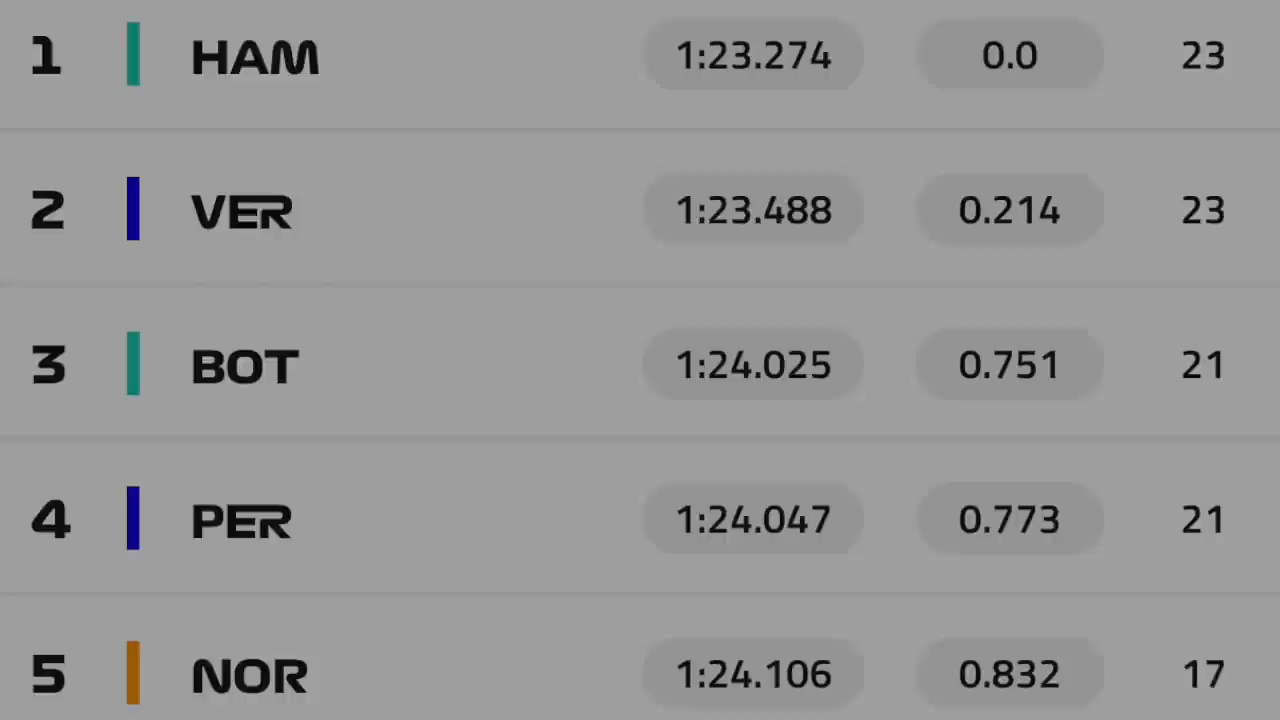 1 HAM 1:23.274 0.0 23
2 VER 1:23.488 0.214 23
3 BOT 1:24.025 0.751 21
4 PER 1:24.047 0.773 21
5 NOR 1:24.106 0.832 17